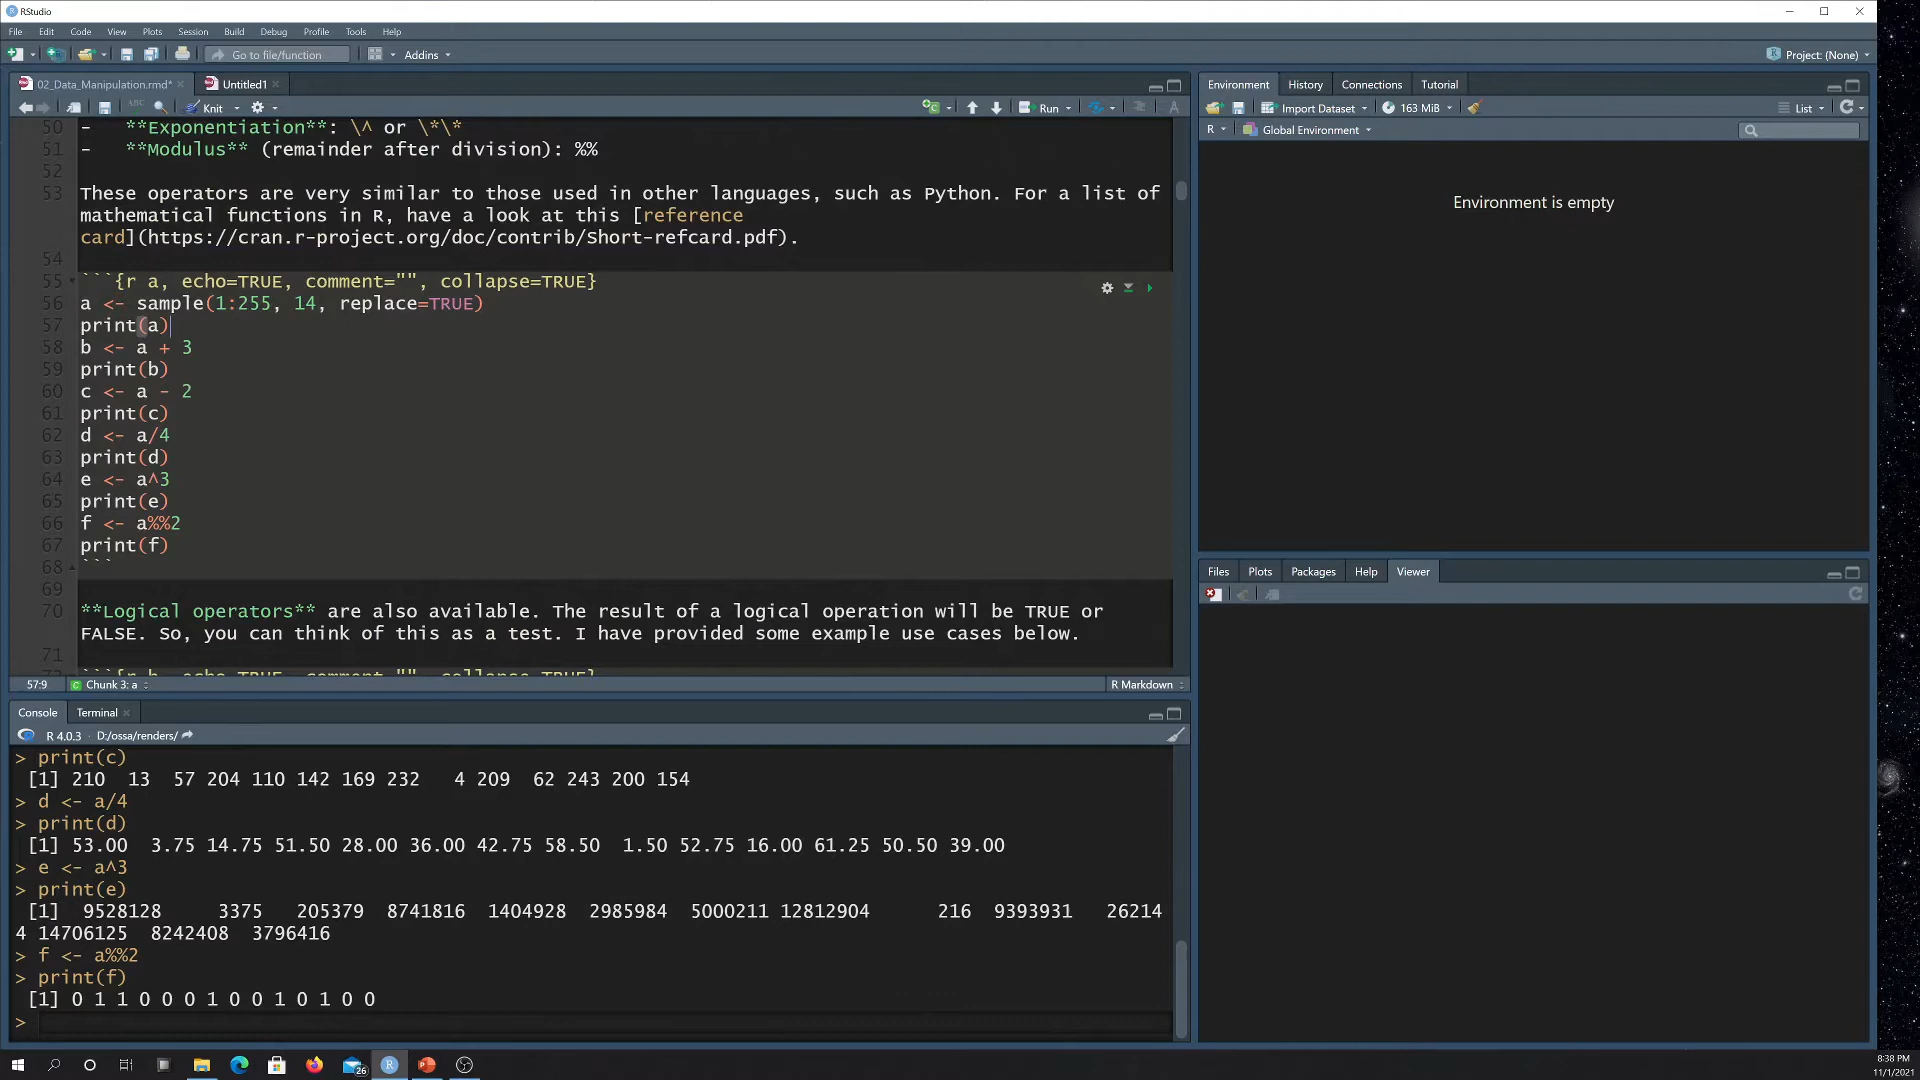 RStudio
File Edit Code View Plots Session Build Debug Profile Tools Help
Go to file/function Addins Project: (None)
02_Data_Manipulation.rmd* Untitled1
ABC Knit Run
50 - **Exponentiation**: \^ or \*\*
51 - **Modulus** (remainder after division): %%
52
53 These operators are very similar to those used in other languages, such as Python. For a list of
mathematical functions in R, have a look at this [reference
card](https://cran.r-project.org/doc/contrib/Short-refcard.pdf).
54
55 ```{r a, echo=TRUE, comment="", collapse=TRUE}
56 a <- sample(1:255, 14, replace=TRUE)
57 print(a)
58 b <- a + 3
59 print(b)
60 c <- a - 2
61 print(c)
62 d <- a/4
63 print(d)
64 e <- a^3
65 print(e)
66 f <- a%%2
67 print(f)
68 ```
69
70 **Logical operators** are also available. The result of a logical operation will be TRUE or
FALSE. So, you can think of this as a test. I have provided some example use cases below.
71
57:9 Chunk 3: a R Markdown
Console Terminal
R 4.0.3 · D:/ossa/renders/
> print(c)
[1] 210 13 57 204 110 142 169 232 4 209 62 243 200 154
> d <- a/4
> print(d)
[1] 53.00 3.75 14.75 51.50 28.00 36.00 42.75 58.50 1.50 52.75 16.00 61.25 50.50 39.00
> e <- a^3
> print(e)
[1] 9528128 3375 205379 8741816 1404928 2985984 5000211 12812904 216 9393931 26214
4 14706125 8242408 3796416
> f <- a%%2
> print(f)
[1] 0 1 1 0 0 0 1 0 0 1 0 1 0 0
>
Environment History Connections Tutorial
Import Dataset 163 MiB List
R Global Environment
Environment is empty
Files Plots Packages Help Viewer
26
8:38 PM
11/1/2021